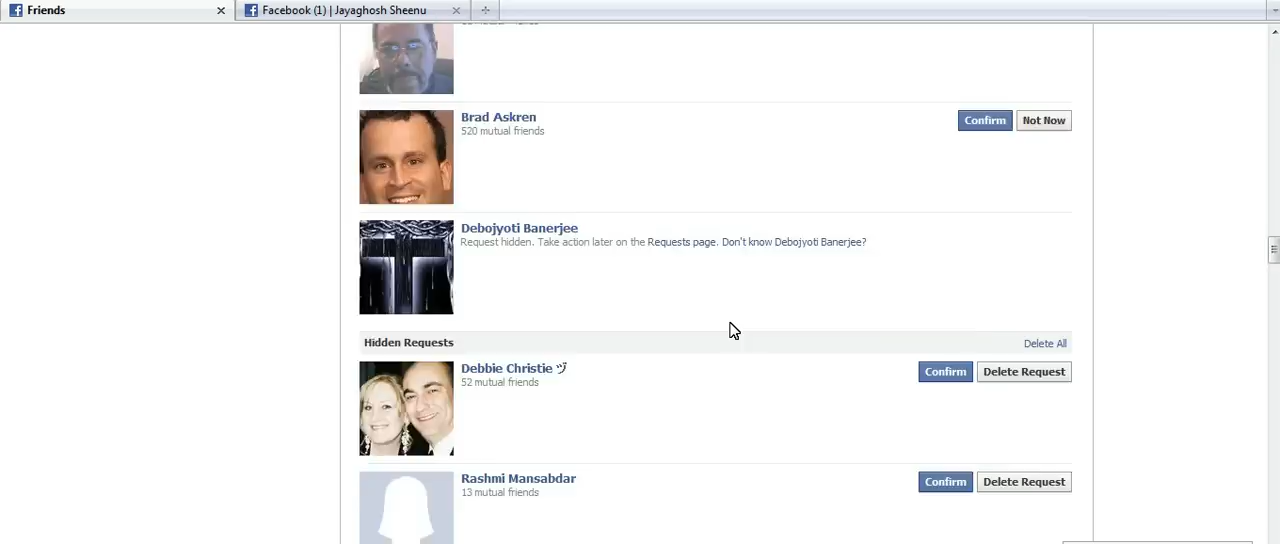 Friends
Facebook (1) | Jayaghosh Sheenu
Brad Askren
520 mutual friends
Confirm
Not Now
Debojyoti Banerjee
Request hidden. Take action later on the Requests page. Don't know Debojyoti Banerjee?
Hidden Requests
Delete All
Debbie Christie ヅ
52 mutual friends
Confirm
Delete Request
Rashmi Mansabdar
13 mutual friends
Confirm
Delete Request